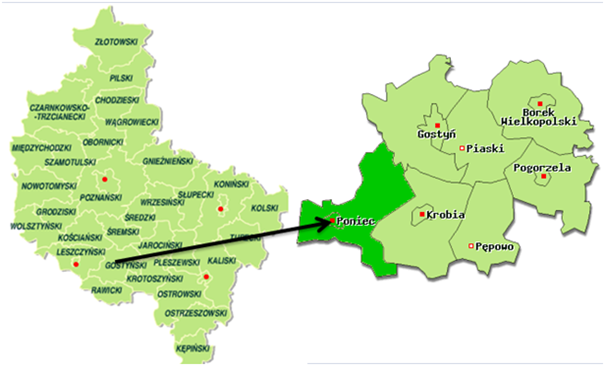 ZŁOTOWSKI
PILSKI
CHODZIESKI
CZARNKOWSKO-
-TRZCIANECKI
WĄGROWIECKI
OBORNICKI
MIĘDZYCHODZKI
SZAMOTULSKI
GNIEŹNIEŃSKI
NOWOTOMYSKI
POZNAŃSKI
WRZESIŃSKI
SŁUPECKI
KONIŃSKI
KOLSKI
GRODZISKI
WOLSZTYŃSKI
ŚREDZKI
ŚREMSKI
KOŚCIAŃSKI
LESZCZYŃSKI
JAROCIŃSKI
GOSTYŃSKI
PLESZEWSKI
KALISKI
KROTOSZYŃSKI
RAWICKI
OSTROWSKI
OSTRZESZOWSKI
KĘPIŃSKI
Borek
Wielkopolski
Gostyń
Piaski
Pogorzela
Poniec
Krobia
Pępowo